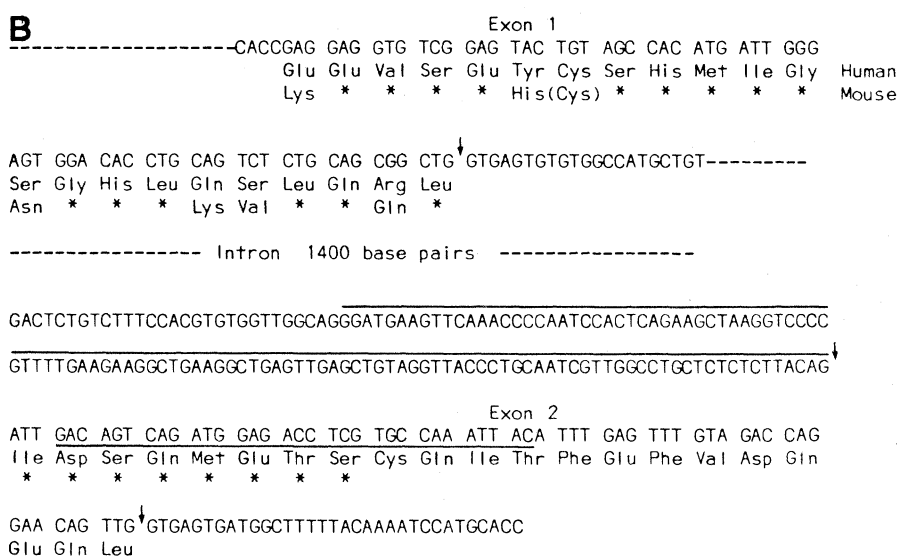 B
Exon 1
-----------------------CACCGAG GAG GTG TCG GAG TAC TGT AGC CAC ATG ATT GGG
Glu Glu Val Ser Glu Tyr Cys Ser His Met Ile Gly Human
Lys * * * * His(Cys) * * * * * Mouse
AGT GGA CAC CTG CAG TCT CTG CAG CGG CTG↓GTGAGTGTGTGGCCATGCTGT---------
Ser Gly His Leu Gln Ser Leu Gln Arg Leu
Asn * * * Lys Val * * Gln *
----------------- Intron 1400 base pairs -----------------
GACTCTGTCTTTCCACGTGTGGTTGGCAGGGATGAAGTTCAAACCCCAATCCACTCAGAAGCTAAGGTCCCC
GTTTTGAAGAAGGCTGAAGGCTGAGTTGAGCTGTAGGTTACCCTGCAATCGTTGGCCTGCTCTCTCTTACAG↓
Exon 2
ATT GAC AGT CAG ATG GAG ACC TCG TGC CAA ATT ACA TTT GAG TTT GTA GAC CAG
Ile Asp Ser Gln Met Glu Thr Ser Cys Gln Ile Thr Phe Glu Phe Val Asp Gln
* * * * * * * *
GAA CAG TTG↓GTGAGTGATGGCTTTTTACAAAATCCATGCACC
Glu Gln Leu